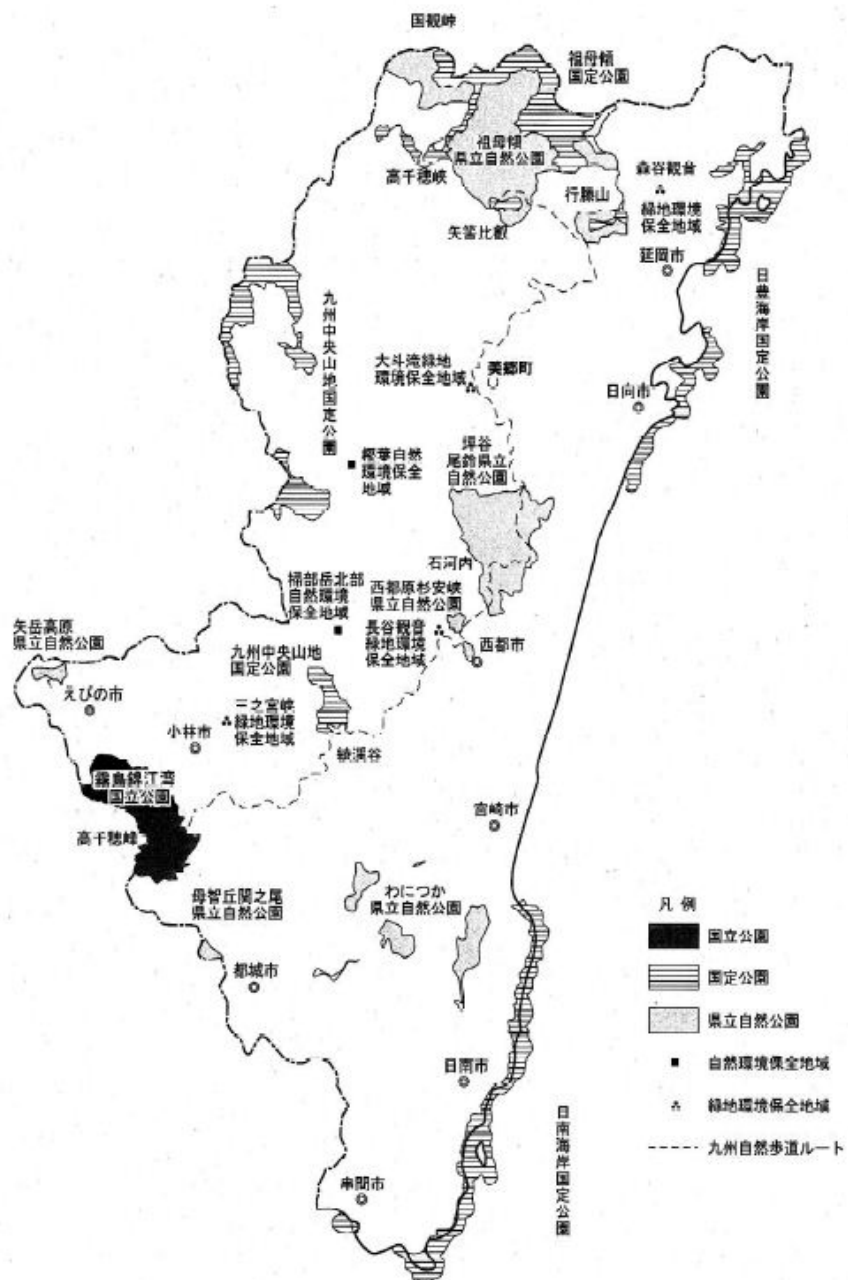 国観峠
祖母傾
国定公園
祖母傾
県立自然公園
高千穂峡
森谷観音
緑地環境
保全地域
行縢山
矢筈比叡
延岡市
九州中央山地国定公園
日豊海岸国定公園
大斗滝緑地
環境保全地域
美郷町
日向市
坪谷
尾鈴県立
自然公園
樫葉自然
環境保全
地域
石河内
掃部岳北部
自然環境
保全地域
西都原杉安峡
県立自然公園
長谷観音
緑地環境
保全地域
西都市
矢岳高原
県立自然公園
えびの市
九州中央山地
国定公園
三之宮峡
緑地環境
保全地域
小林市
綾渓谷
霧島錦江湾
国立公園
高千穂峰
宮崎市
母智丘関之尾
県立自然公園
わにつか
県立自然公園
都城市
日南市
日南海岸国定公園
串間市
凡例
国立公園
国定公園
県立自然公園
自然環境保全地域
緑地環境保全地域
九州自然歩道ルート